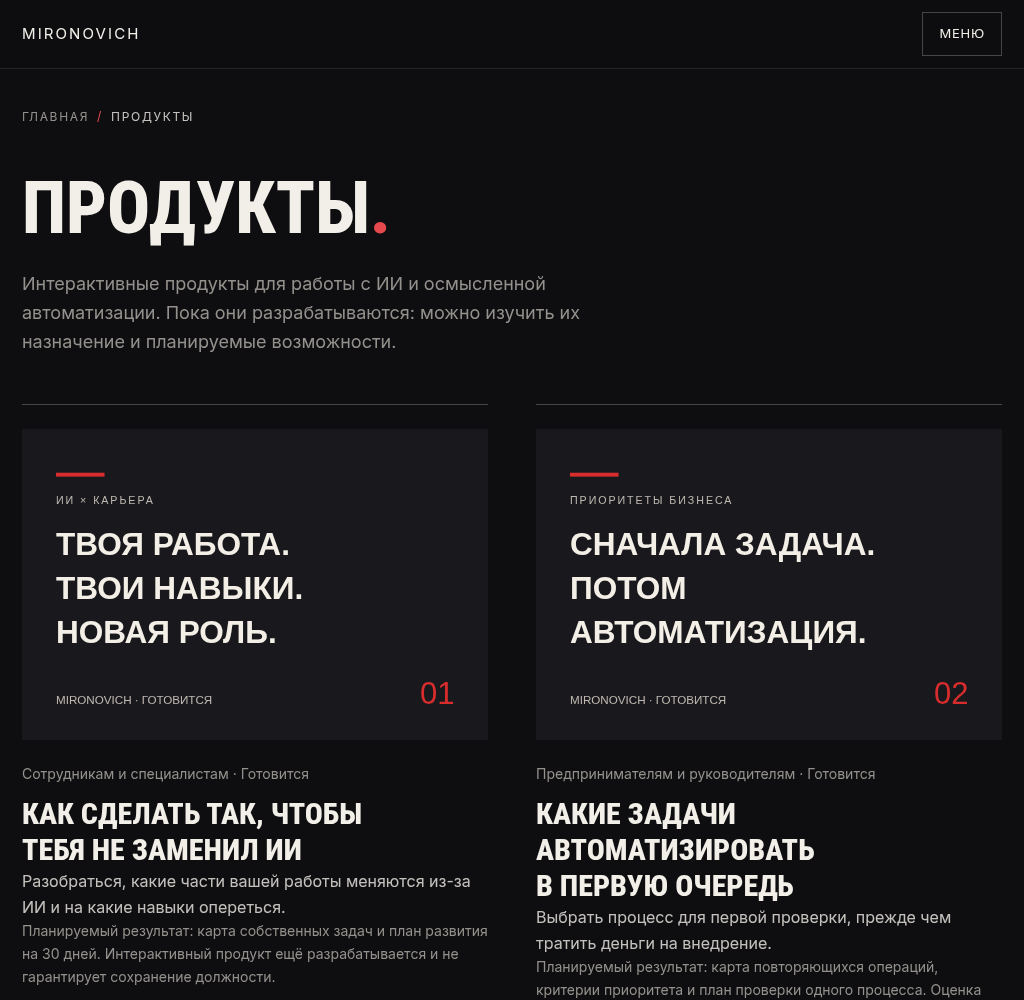 MIRONOVICH
МЕНЮ
ГЛАВНАЯ / ПРОДУКТЫ
ПРОДУКТЫ.
Интерактивные продукты для работы с ИИ и осмысленной
автоматизации. Пока они разрабатываются: можно изучить их
назначение и планируемые возможности.
ИИ × КАРЬЕРА
ТВОЯ РАБОТА.
ТВОИ НАВЫКИ.
НОВАЯ РОЛЬ.
MIRONOVICH · ГОТОВИТСЯ
01
Сотрудникам и специалистам · Готовится
КАК СДЕЛАТЬ ТАК, ЧТОБЫ
ТЕБЯ НЕ ЗАМЕНИЛ ИИ
Разобраться, какие части вашей работы меняются из-за
ИИ и на какие навыки опереться.
Планируемый результат: карта собственных задач и план развития
на 30 дней. Интерактивный продукт ещё разрабатывается и не
гарантирует сохранение должности.
ПРИОРИТЕТЫ БИЗНЕСА
СНАЧАЛА ЗАДАЧА.
ПОТОМ
АВТОМАТИЗАЦИЯ.
MIRONOVICH · ГОТОВИТСЯ
02
Предпринимателям и руководителям · Готовится
КАКИЕ ЗАДАЧИ
АВТОМАТИЗИРОВАТЬ
В ПЕРВУЮ ОЧЕРЕДЬ
Выбрать процесс для первой проверки, прежде чем
тратить деньги на внедрение.
Планируемый результат: карта повторяющихся операций,
критерии приоритета и план проверки одного процесса. Оценка